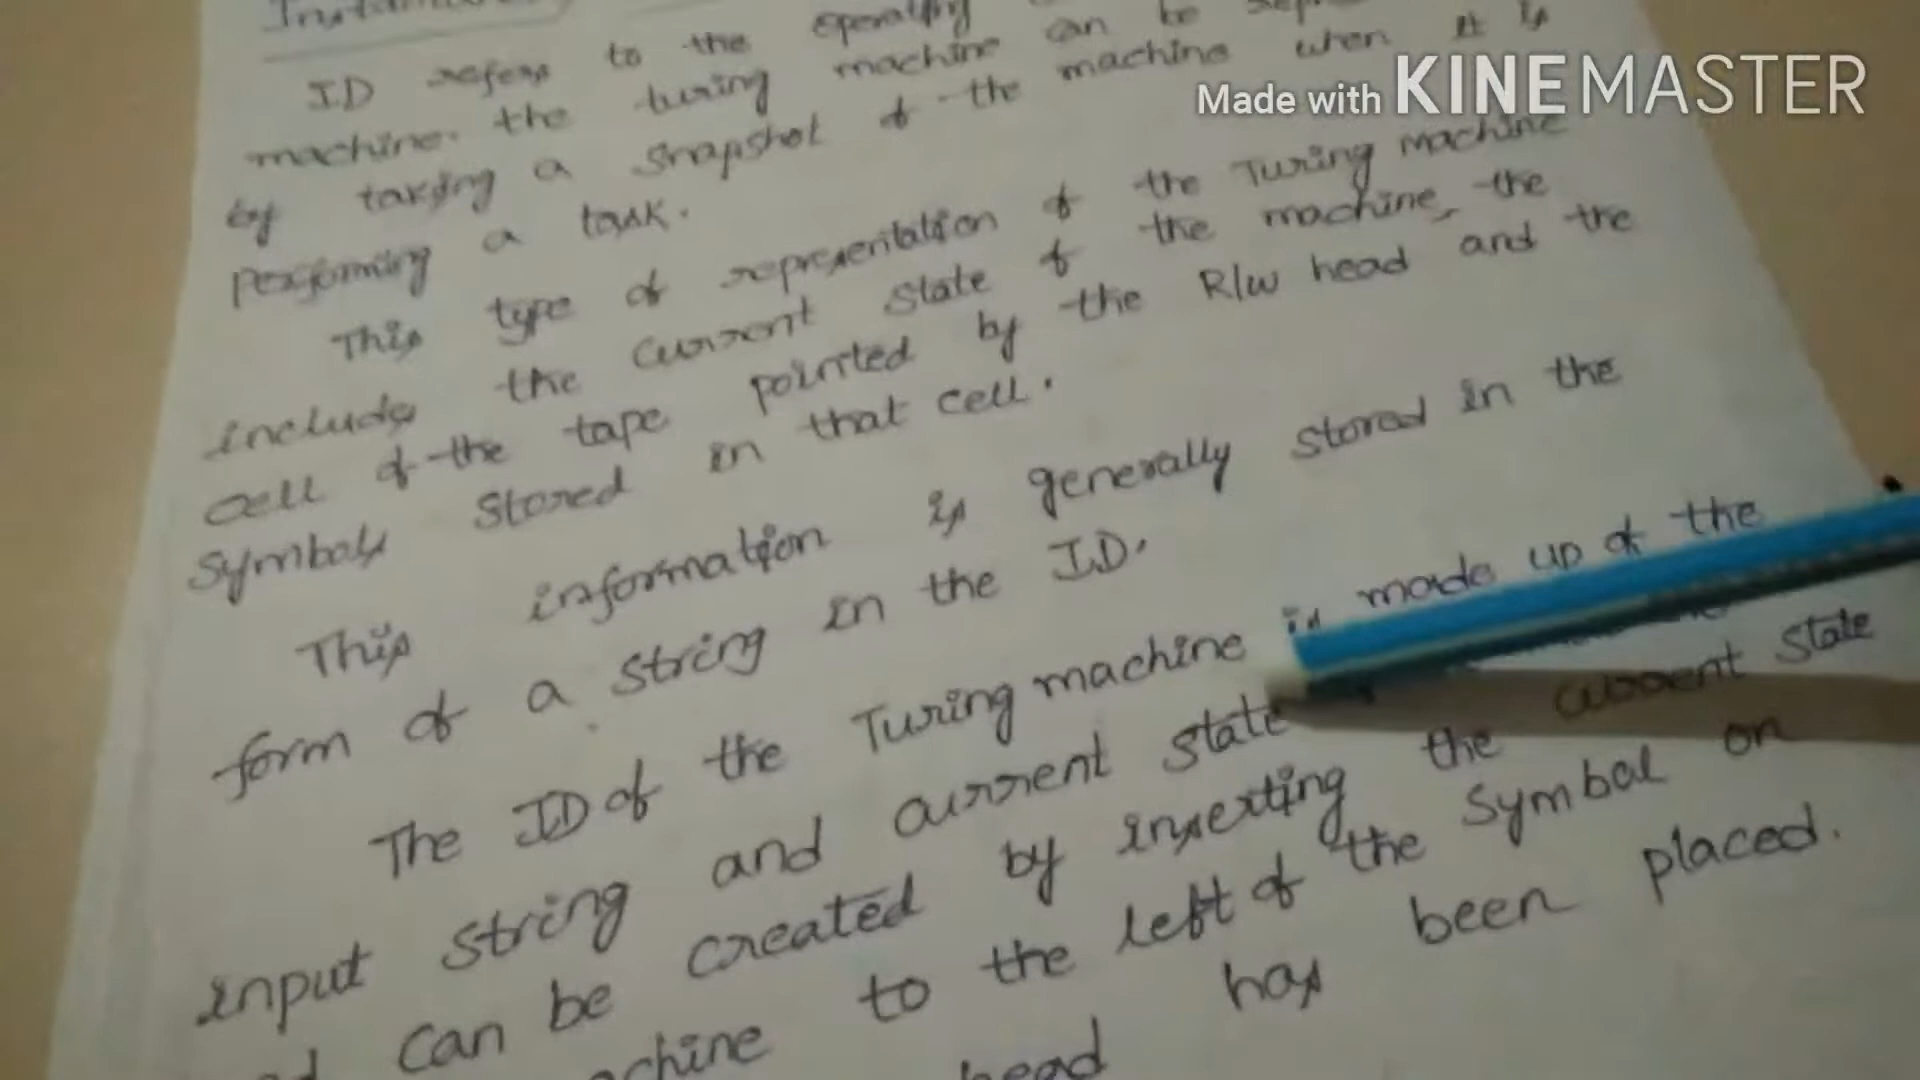 ID refers to the operating
machine. the turing machine can be
by taking a snapshot of the machine when it is
performing a task.
This type of representation of the Turing machine
includes the current state of the machine, the
cell of the tape pointed by the R/W head and the
symbols stored in that cell.
This information is generally stored in the
form of a string in the ID.
The ID of the Turing machine is made up of the
input string and current state
can be created by inserting the current state
to the left of the symbol on
head has been placed.
Made with KINEMASTER